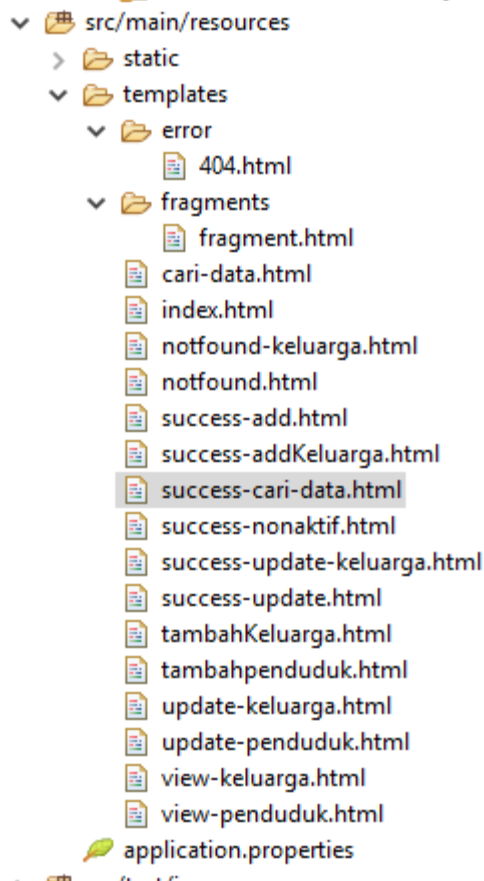 src/main/resources
static
templates
error
404.html
fragments
fragment.html
cari-data.html
index.html
notfound-keluarga.html
notfound.html
success-add.html
success-addKeluarga.html
success-cari-data.html
success-nonaktif.html
success-update-keluarga.html
success-update.html
tambahKeluarga.html
tambahpenduduk.html
update-keluarga.html
update-penduduk.html
view-keluarga.html
view-penduduk.html
application.properties